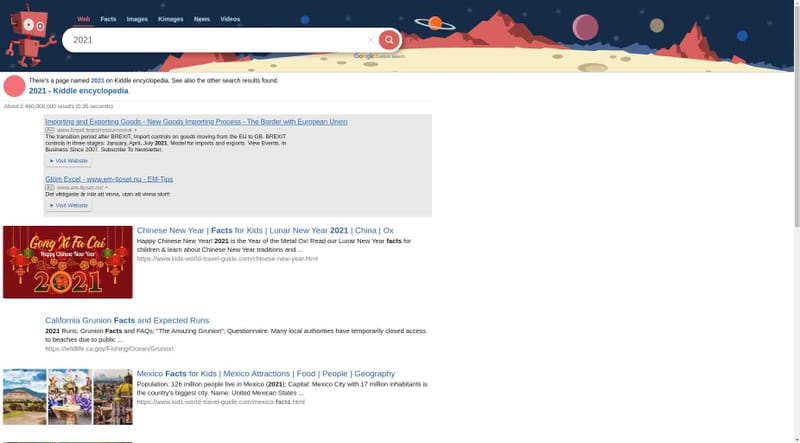 Web Facts Images Kimages News Videos
2021
Google Custom Search
There's a page named 2021 on Kiddle encyclopedia. See also the other search results found.
2021 - Kiddle encyclopedia
About 2,460,000,000 results (0.35 seconds)
Importing and Exporting Goods - New Goods Importing Process - The Border with European Union
Ad www.brexit.team/resources/uk
The transition period after BREXIT, Import controls on goods moving from the EU to GB. BREXIT
controls in three stages: January, April, July 2021. Model for imports and exports. View Events. In
Business Since 2007. Subscribe To Newsletter.
► Visit Website
Glöm Excel - www.em-tipset.nu - EM-Tips
Ad www.em-tipset.nu/
Det viktigaste är inte att vinna, utan att vinna stort!
► Visit Website
Gong Xi Fa Cai
Happy Chinese New Year!
2021
Chinese New Year | Facts for Kids | Lunar New Year 2021 | China | Ox
Happy Chinese New Year! 2021 is the Year of the Metal Ox! Read our Lunar New Year facts for
children & learn about Chinese New Year traditions and ...
https://www.kids-world-travel-guide.com/chinese-new-year.html
California Grunion Facts and Expected Runs
2021 Runs; Grunion Facts and FAQs; "The Amazing Grunion"; Questionnaire. Many local authorities have temporarily closed access
to beaches due to public ...
https://wildlife.ca.gov/Fishing/Ocean/Grunion
Mexico Facts for Kids | Mexico Attractions | Food | People | Geography
Population: 126 million people live in Mexico (2021); Capital: Mexico City with 17 million inhabitants is
the country's biggest city. Name: United Mexican States ...
https://www.kids-world-travel-guide.com/mexico-facts.html